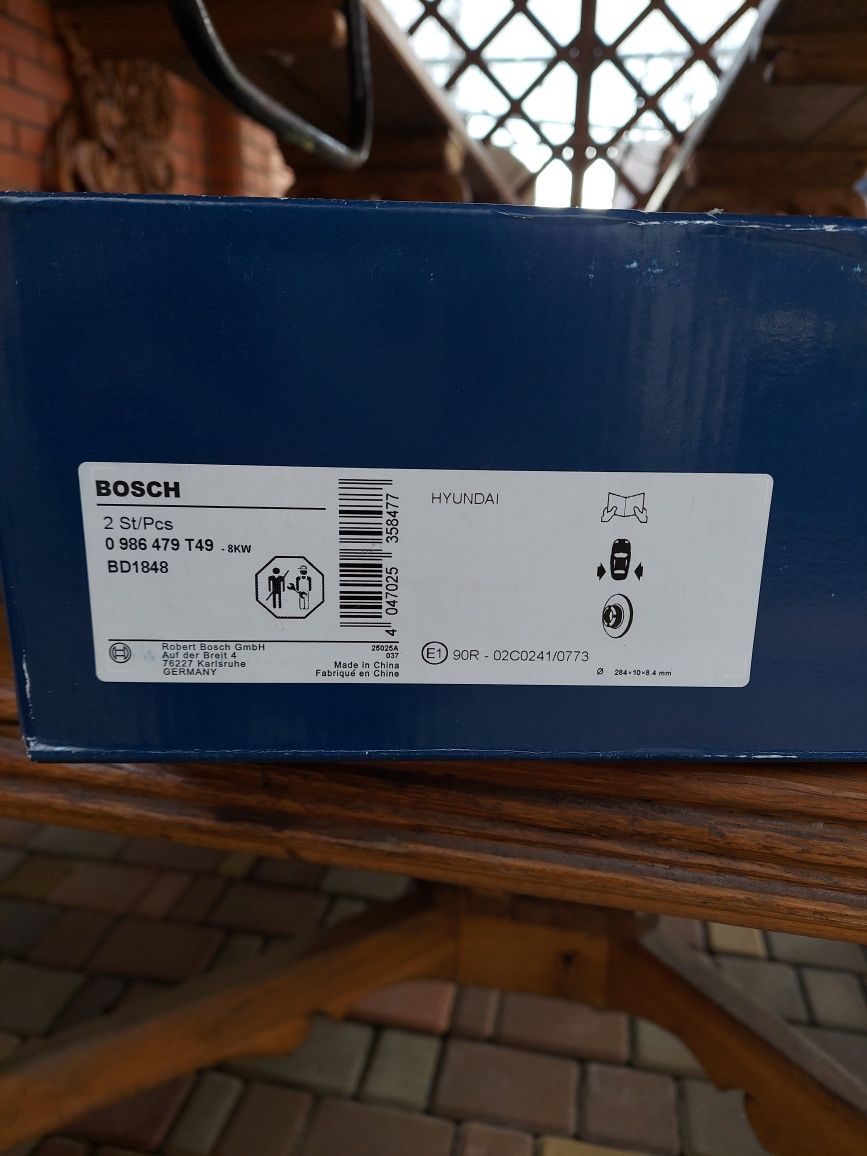 BOSCH
2 St/Pcs
0 986 479 T49 - 8KW
BD1848
4 047025 358477
Robert Bosch GmbH
Auf der Breit 4
76227 Karlsruhe
GERMANY
25025A
037
Made in China
Fabriqué en Chine
HYUNDAI
E1 90R - 02C0241/0773
Ø 284×10×8.4 mm